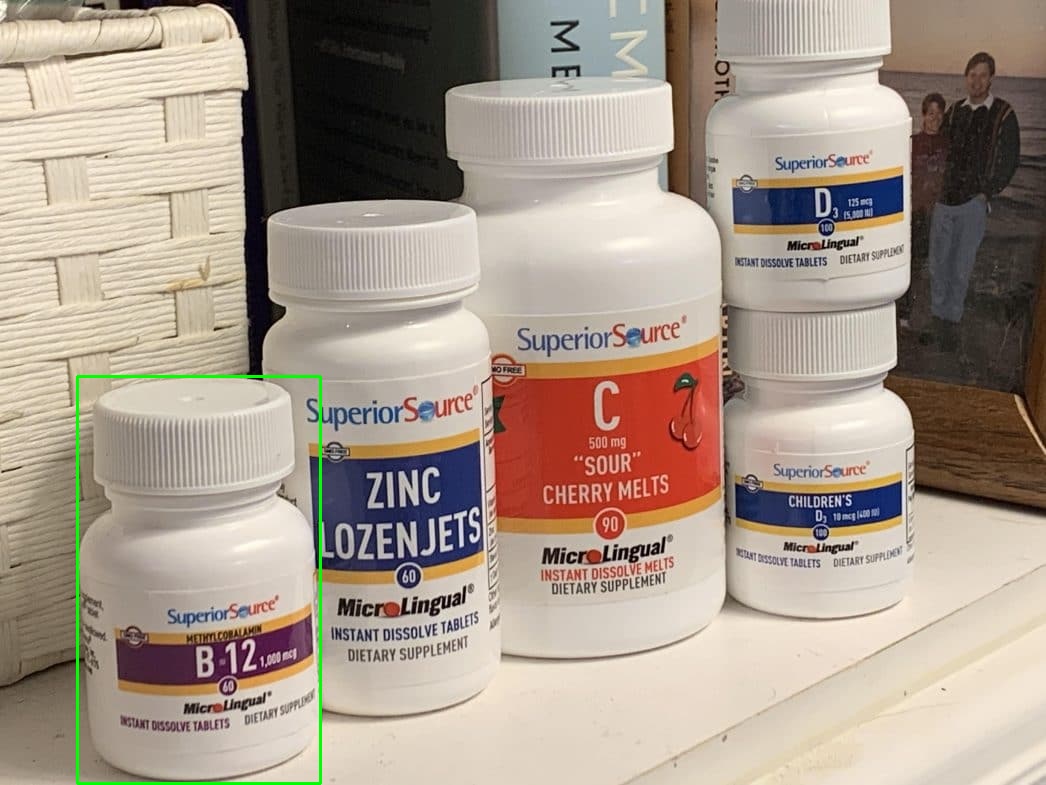 EM
MEM
SuperiorSource®
D3 125 mcg
(5,000 IU)
100
MicroLingual®
INSTANT DISSOLVE TABLETS DIETARY SUPPLEMENT
SuperiorSource®
CHILDREN'S
D3 10 mcg (400 IU)
100
MicroLingual®
INSTANT DISSOLVE TABLETS DIETARY SUPPLEMENT
SuperiorSource®
GMO FREE
C
500 mg
"SOUR"
CHERRY MELTS
90
MicroLingual®
INSTANT DISSOLVE MELTS
DIETARY SUPPLEMENT
SuperiorSource®
ZINC
LOZENJETS
60
MicroLingual®
INSTANT DISSOLVE TABLETS
DIETARY SUPPLEMENT
SuperiorSource®
METHYLCOBALAMIN
B-12 1,000 mcg
60
MicroLingual®
INSTANT DISSOLVE TABLETS DIETARY SUPPLEMENT